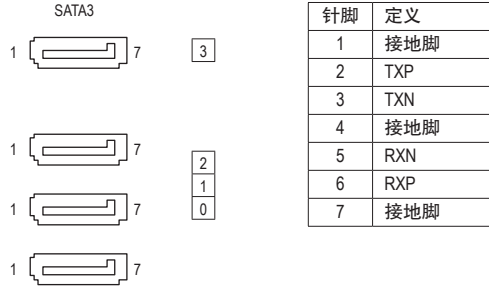 SATA3
1 7 3
1 7
2
1
1 7 0
1 7
针脚 定义
1 接地脚
2 TXP
3 TXN
4 接地脚
5 RXN
6 RXP
7 接地脚